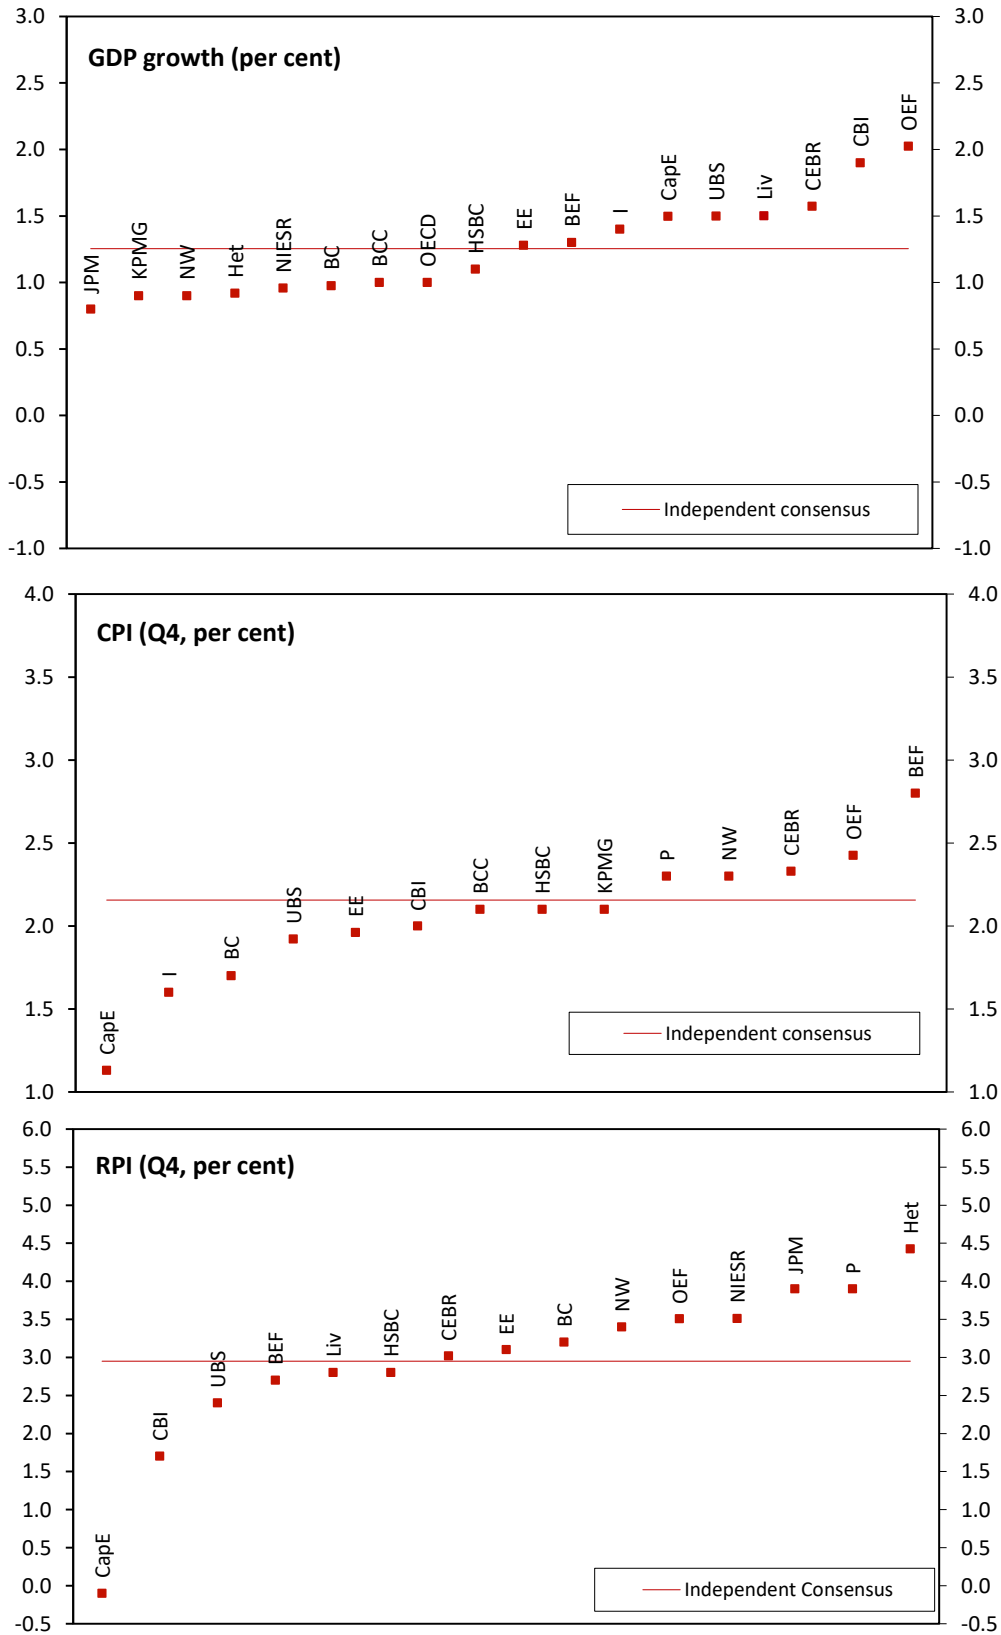 3.0 3.0
GDP growth (per cent)
2.5 2.5
2.0 2.0
1.5 1.5
1.0 1.0
0.5 0.5
0.0 0.0
-0.5 -0.5
-1.0 -1.0
JPM
KPMG
NW
Het
NIESR
BC
BCC
OECD
HSBC
EE
BEF
I
CapE
UBS
Liv
CEBR
CBI
OEF
Independent consensus
4.0 4.0
CPI (Q4, per cent)
3.5 3.5
3.0 3.0
2.5 2.5
2.0 2.0
1.5 1.5
1.0 1.0
CapE
I
BC
UBS
EE
CBI
BCC
HSBC
KPMG
P
NW
CEBR
OEF
BEF
Independent consensus
6.0 6.0
RPI (Q4, per cent)
5.5 5.5
5.0 5.0
4.5 4.5
4.0 4.0
3.5 3.5
3.0 3.0
2.5 2.5
2.0 2.0
1.5 1.5
1.0 1.0
0.5 0.5
0.0 0.0
-0.5 -0.5
CapE
CBI
UBS
BEF
Liv
HSBC
CEBR
EE
BC
NW
OEF
NIESR
JPM
P
Het
Independent Consensus